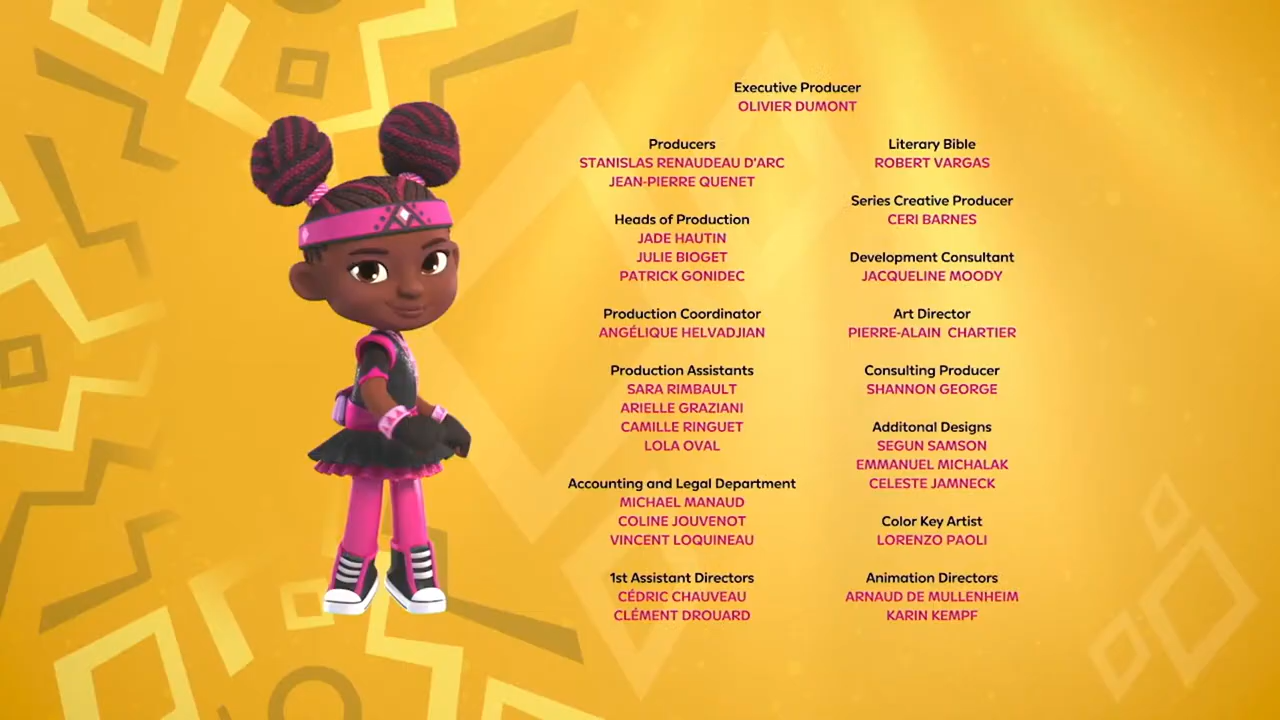 Executive Producer
OLIVIER DUMONT
Producers
STANISLAS RENAUDEAU D'ARC
JEAN-PIERRE QUENET
Heads of Production
JADE HAUTIN
JULIE BIOGET
PATRICK GONIDEC
Production Coordinator
ANGÉLIQUE HELVADJIAN
Production Assistants
SARA RIMBAULT
ARIELLE GRAZIANI
CAMILLE RINGUET
LOLA OVAL
Accounting and Legal Department
MICHAEL MANAUD
COLINE JOUVENOT
VINCENT LOQUINEAU
1st Assistant Directors
CÉDRIC CHAUVEAU
CLÉMENT DROUARD
Literary Bible
ROBERT VARGAS
Series Creative Producer
CERI BARNES
Development Consultant
JACQUELINE MOODY
Art Director
PIERRE-ALAIN CHARTIER
Consulting Producer
SHANNON GEORGE
Additonal Designs
SEGUN SAMSON
EMMANUEL MICHALAK
CELESTE JAMNECK
Color Key Artist
LORENZO PAOLI
Animation Directors
ARNAUD DE MULLENHEIM
KARIN KEMPF